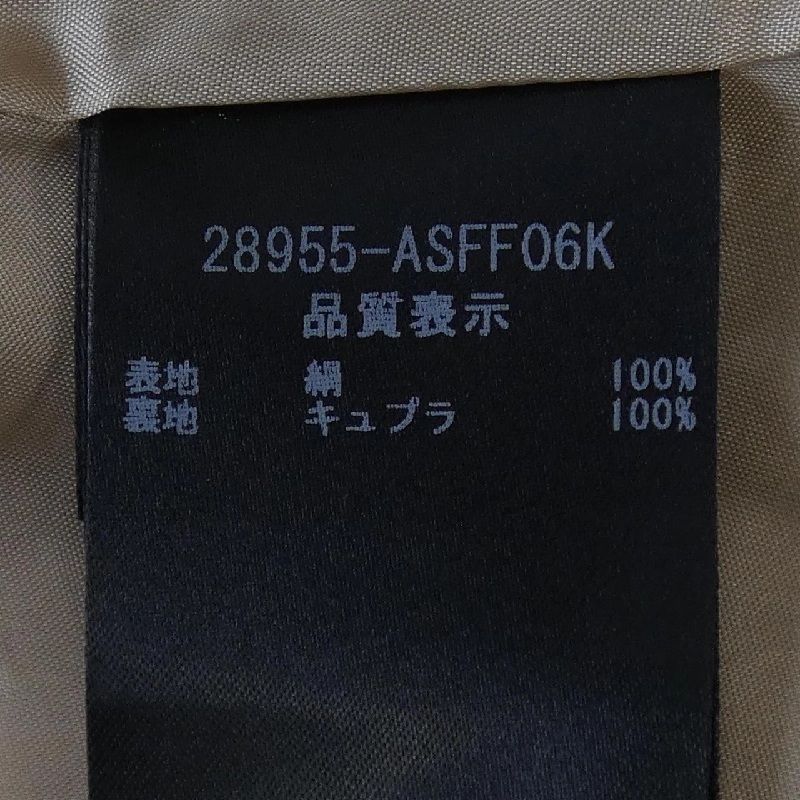 28955-ASFF06K
品質表示
表地 絹 100%
裏地 キュプラ 100%